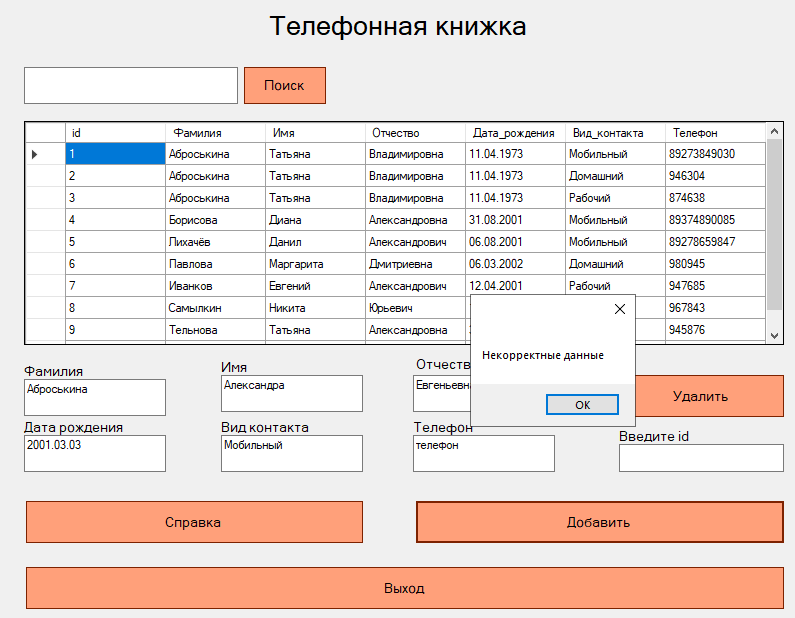 Телефонная книжка
Поиск
id Фамилия Имя Отчество Дата_рождения Вид_контакта Телефон
1 Аброськина Татьяна Владимировна 11.04.1973 Мобильный 89273849030
2 Аброськина Татьяна Владимировна 11.04.1973 Домашний 946304
3 Аброськина Татьяна Владимировна 11.04.1973 Рабочий 874638
4 Борисова Диана Александровна 31.08.2001 Мобильный 89374890085
5 Лихачёв Данил Александрович 06.08.2001 Мобильный 89278659847
6 Павлова Маргарита Дмитриевна 06.03.2002 Домашний 980945
7 Иванков Евгений Александрович 12.04.2001 Рабочий 947685
8 Самылкин Никита Юрьевич 967843
9 Тельнова Татьяна Александровна 945876
Некорректные данные
OK
Фамилия Имя Отчеств
Аброськина Александра Евгеньевн
Удалить
Дата рождения Вид контакта Телефон Введите id
2001.03.03 Мобильный телефон
Справка Добавить
Выход